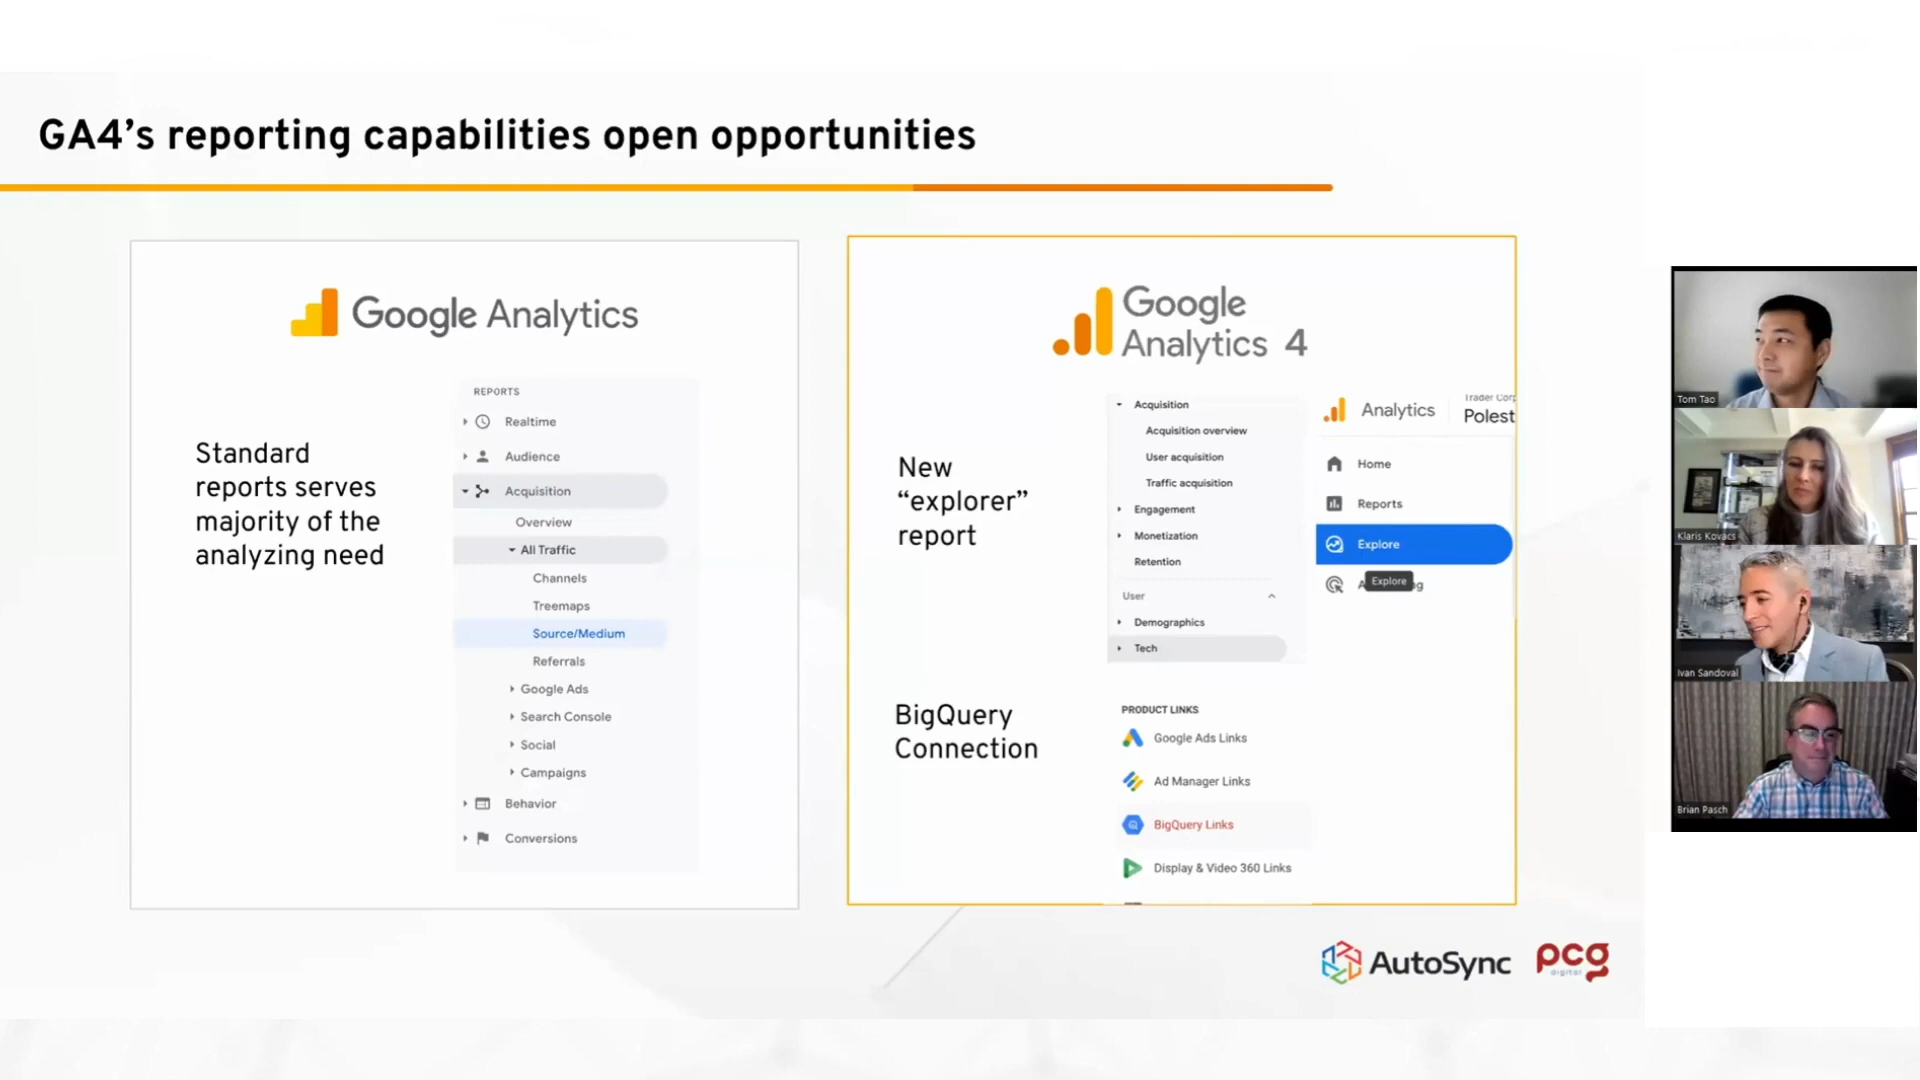 GA4’s reporting capabilities open opportunities
Google Analytics
Standard
reports serves
majority of the
analyzing need
REPORTS
Realtime
Audience
Acquisition
Overview
All Traffic
Channels
Treemaps
Source/Medium
Referrals
Google Ads
Search Console
Social
Campaigns
Behavior
Conversions
Google
Analytics 4
New
“explorer”
report
Acquisition
Acquisition overview
User acquisition
Traffic acquisition
Engagement
Monetization
Retention
User
Demographics
Tech
Analytics
Trader Corp
Polest
Home
Reports
Explore
Explore
BigQuery
Connection
PRODUCT LINKS
Google Ads Links
Ad Manager Links
BigQuery Links
Display & Video 360 Links
AutoSync
pcg
digital
Tom Tao
Klaris Kovacs
Ivan Sandoval
Brian Pasch